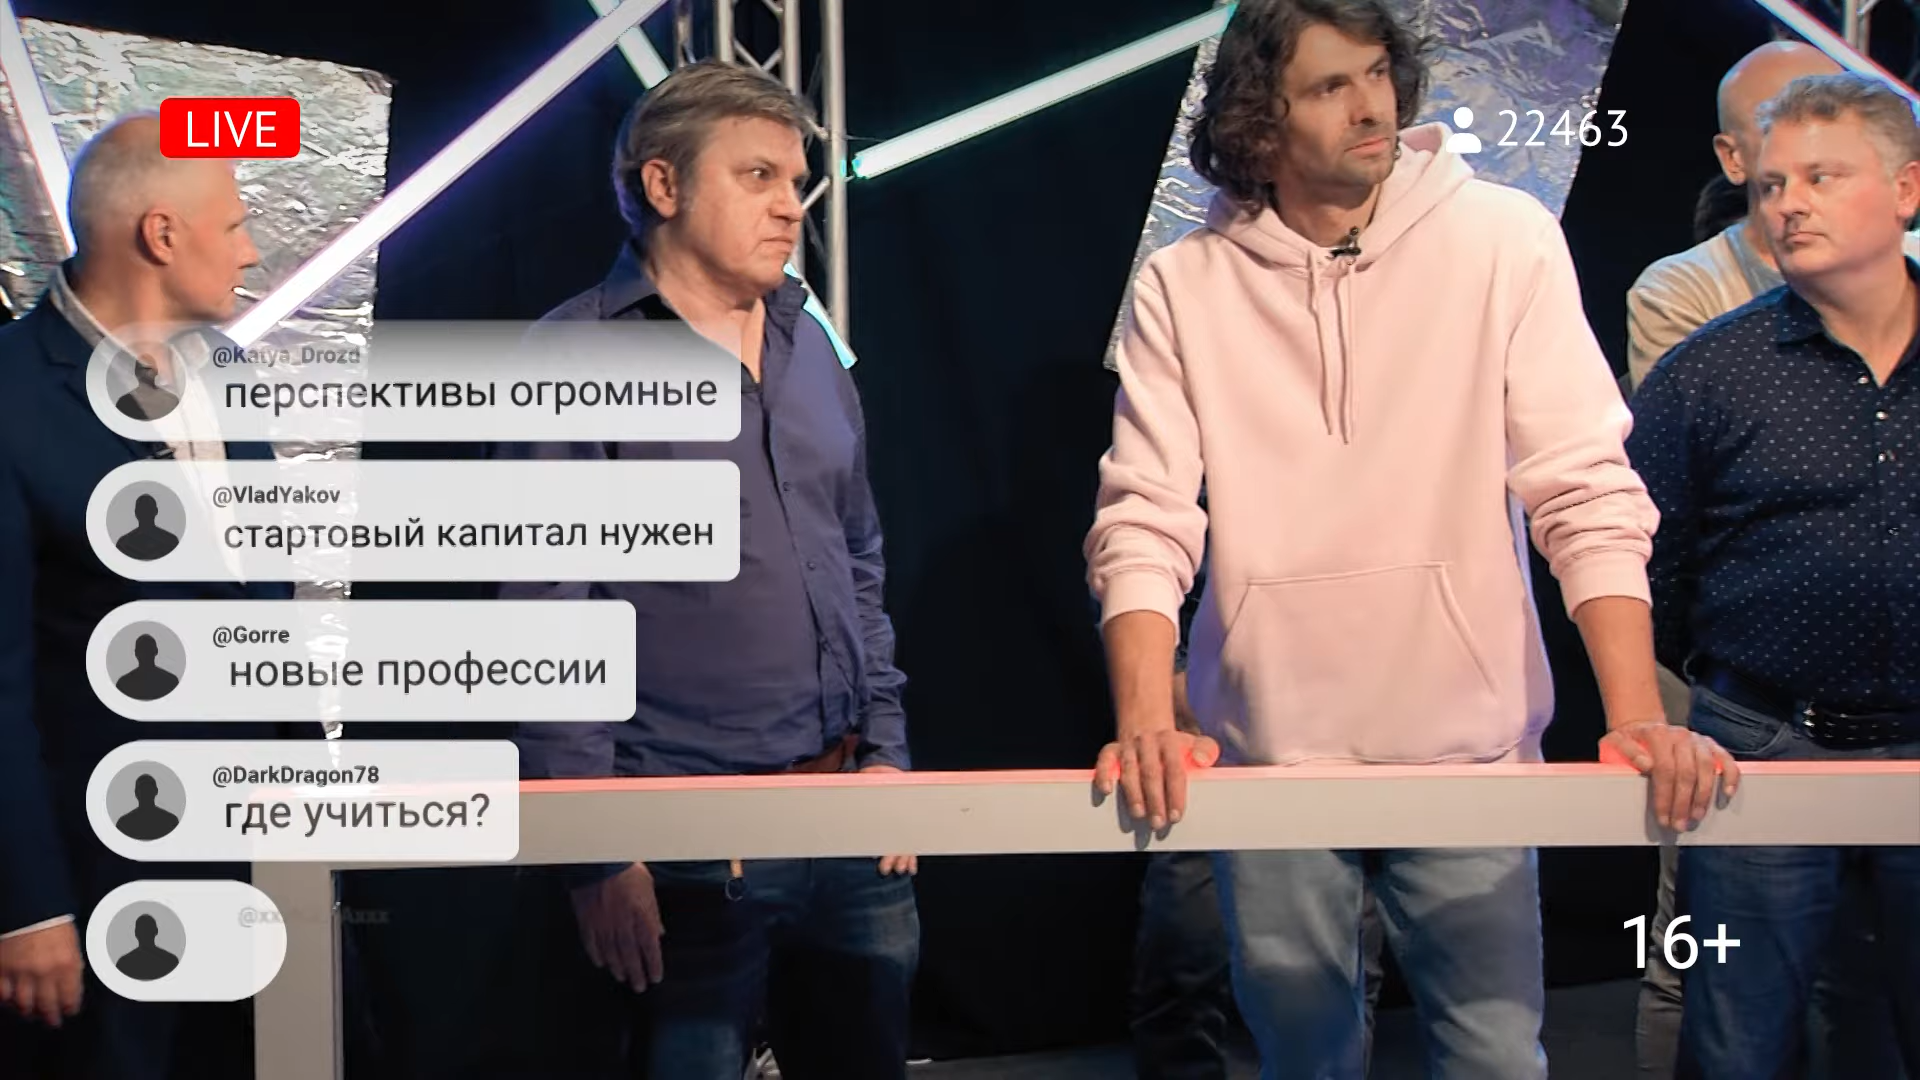 LIVE
22463
@Katya_Drozd
перспективы огромные
@VladYakov
стартовый капитал нужен
@Gorre
новые профессии
@DarkDragon78
где учиться?
16+